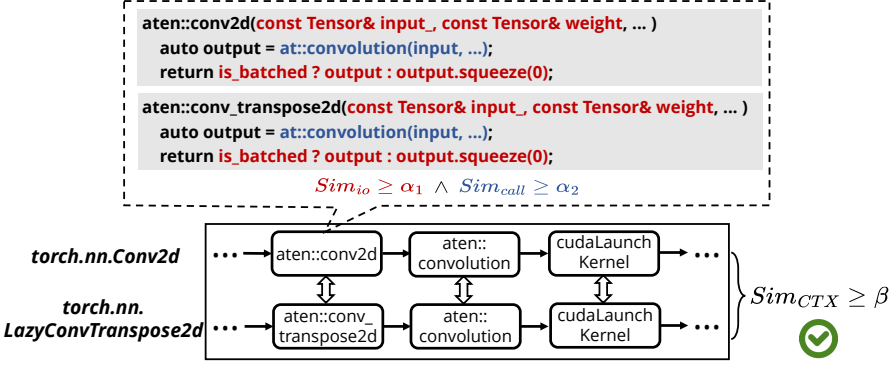 aten::conv2d(const Tensor& input_, const Tensor& weight, ... )
auto output = at::convolution(input, ...);
return is_batched ? output : output.squeeze(0);
aten::conv_transpose2d(const Tensor& input_, const Tensor& weight, ... )
auto output = at::convolution(input, ...);
return is_batched ? output : output.squeeze(0);
Sim_io ≥ α_1 ∧ Sim_call ≥ α_2
torch.nn.Conv2d
••• aten::conv2d
aten::
convolution
cudaLaunch
Kernel •••
torch.nn.
LazyConvTranspose2d
••• aten::conv_
transpose2d
aten::
convolution
cudaLaunch
Kernel •••
Sim_CTX ≥ β